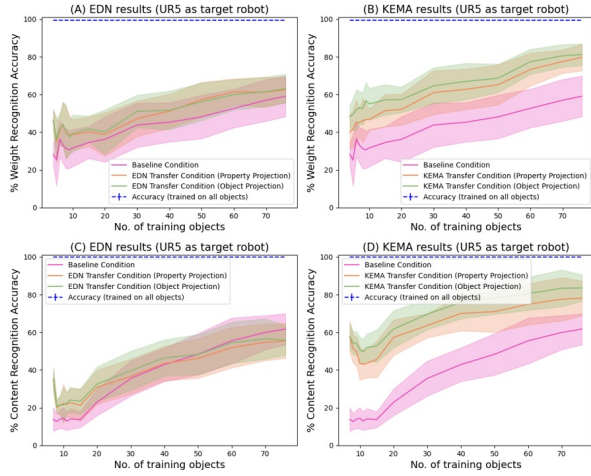 (A) EDN results (UR5 as target robot)
% Weight Recognition Accuracy
100
80
60
40
20
0
Baseline Condition
EDN Transfer Condition (Property Projection)
EDN Transfer Condition (Object Projection)
Accuracy (trained on all objects)
10 20 30 40 50 60 70
No. of training objects
(B) KEMA results (UR5 as target robot)
% Weight Recognition Accuracy
100
80
60
40
20
0
Baseline Condition
KEMA Transfer Condition (Property Projection)
KEMA Transfer Condition (Object Projection)
Accuracy (trained on all objects)
10 20 30 40 50 60 70
No. of training objects
(C) EDN results (UR5 as target robot)
% Content Recognition Accuracy
100
80
60
40
20
0
Baseline Condition
EDN Transfer Condition (Property Projection)
EDN Transfer Condition (Object Projection)
Accuracy (trained on all objects)
10 20 30 40 50 60 70
No. of training objects
(D) KEMA results (UR5 as target robot)
% Content Recognition Accuracy
100
80
60
40
20
0
Baseline Condition
KEMA Transfer Condition (Property Projection)
KEMA Transfer Condition (Object Projection)
Accuracy (trained on all objects)
10 20 30 40 50 60 70
No. of training objects